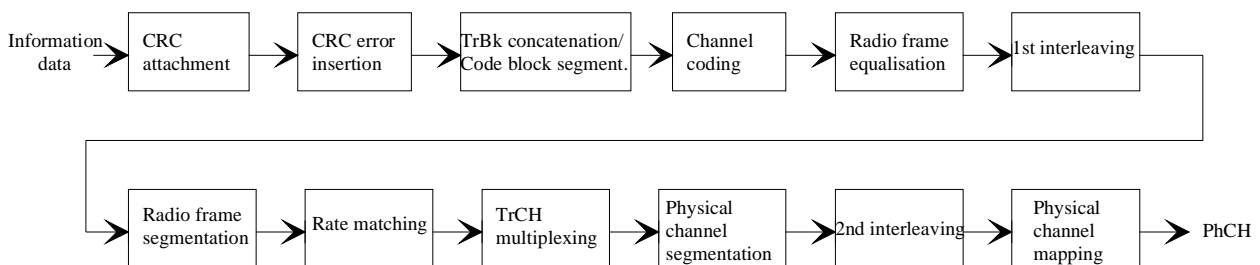 Information
data
CRC
attachment
CRC error
insertion
TrBk concatenation/
Code block segment.
Channel
coding
Radio frame
equalisation
1st interleaving
Radio frame
segmentation
Rate matching
TrCH
multiplexing
Physical
channel
segmentation
2nd interleaving
Physical
channel
mapping
PhCH